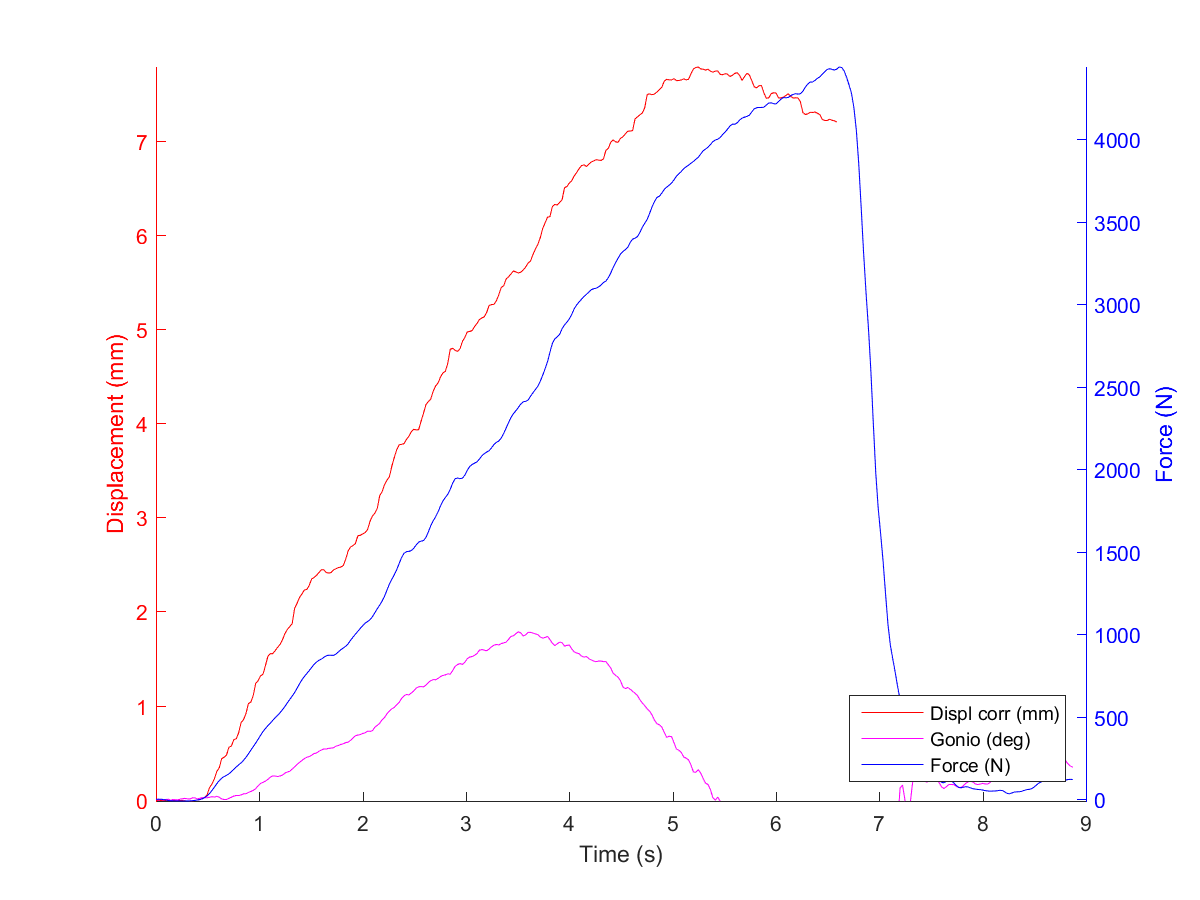 Displacement (mm)
7
6
5
4
3
2
1
0
Force (N)
4000
3500
3000
2500
2000
1500
1000
500
0
Displ corr (mm)
Gonio (deg)
Force (N)
0 1 2 3 4 5 6 7 8 9
Time (s)